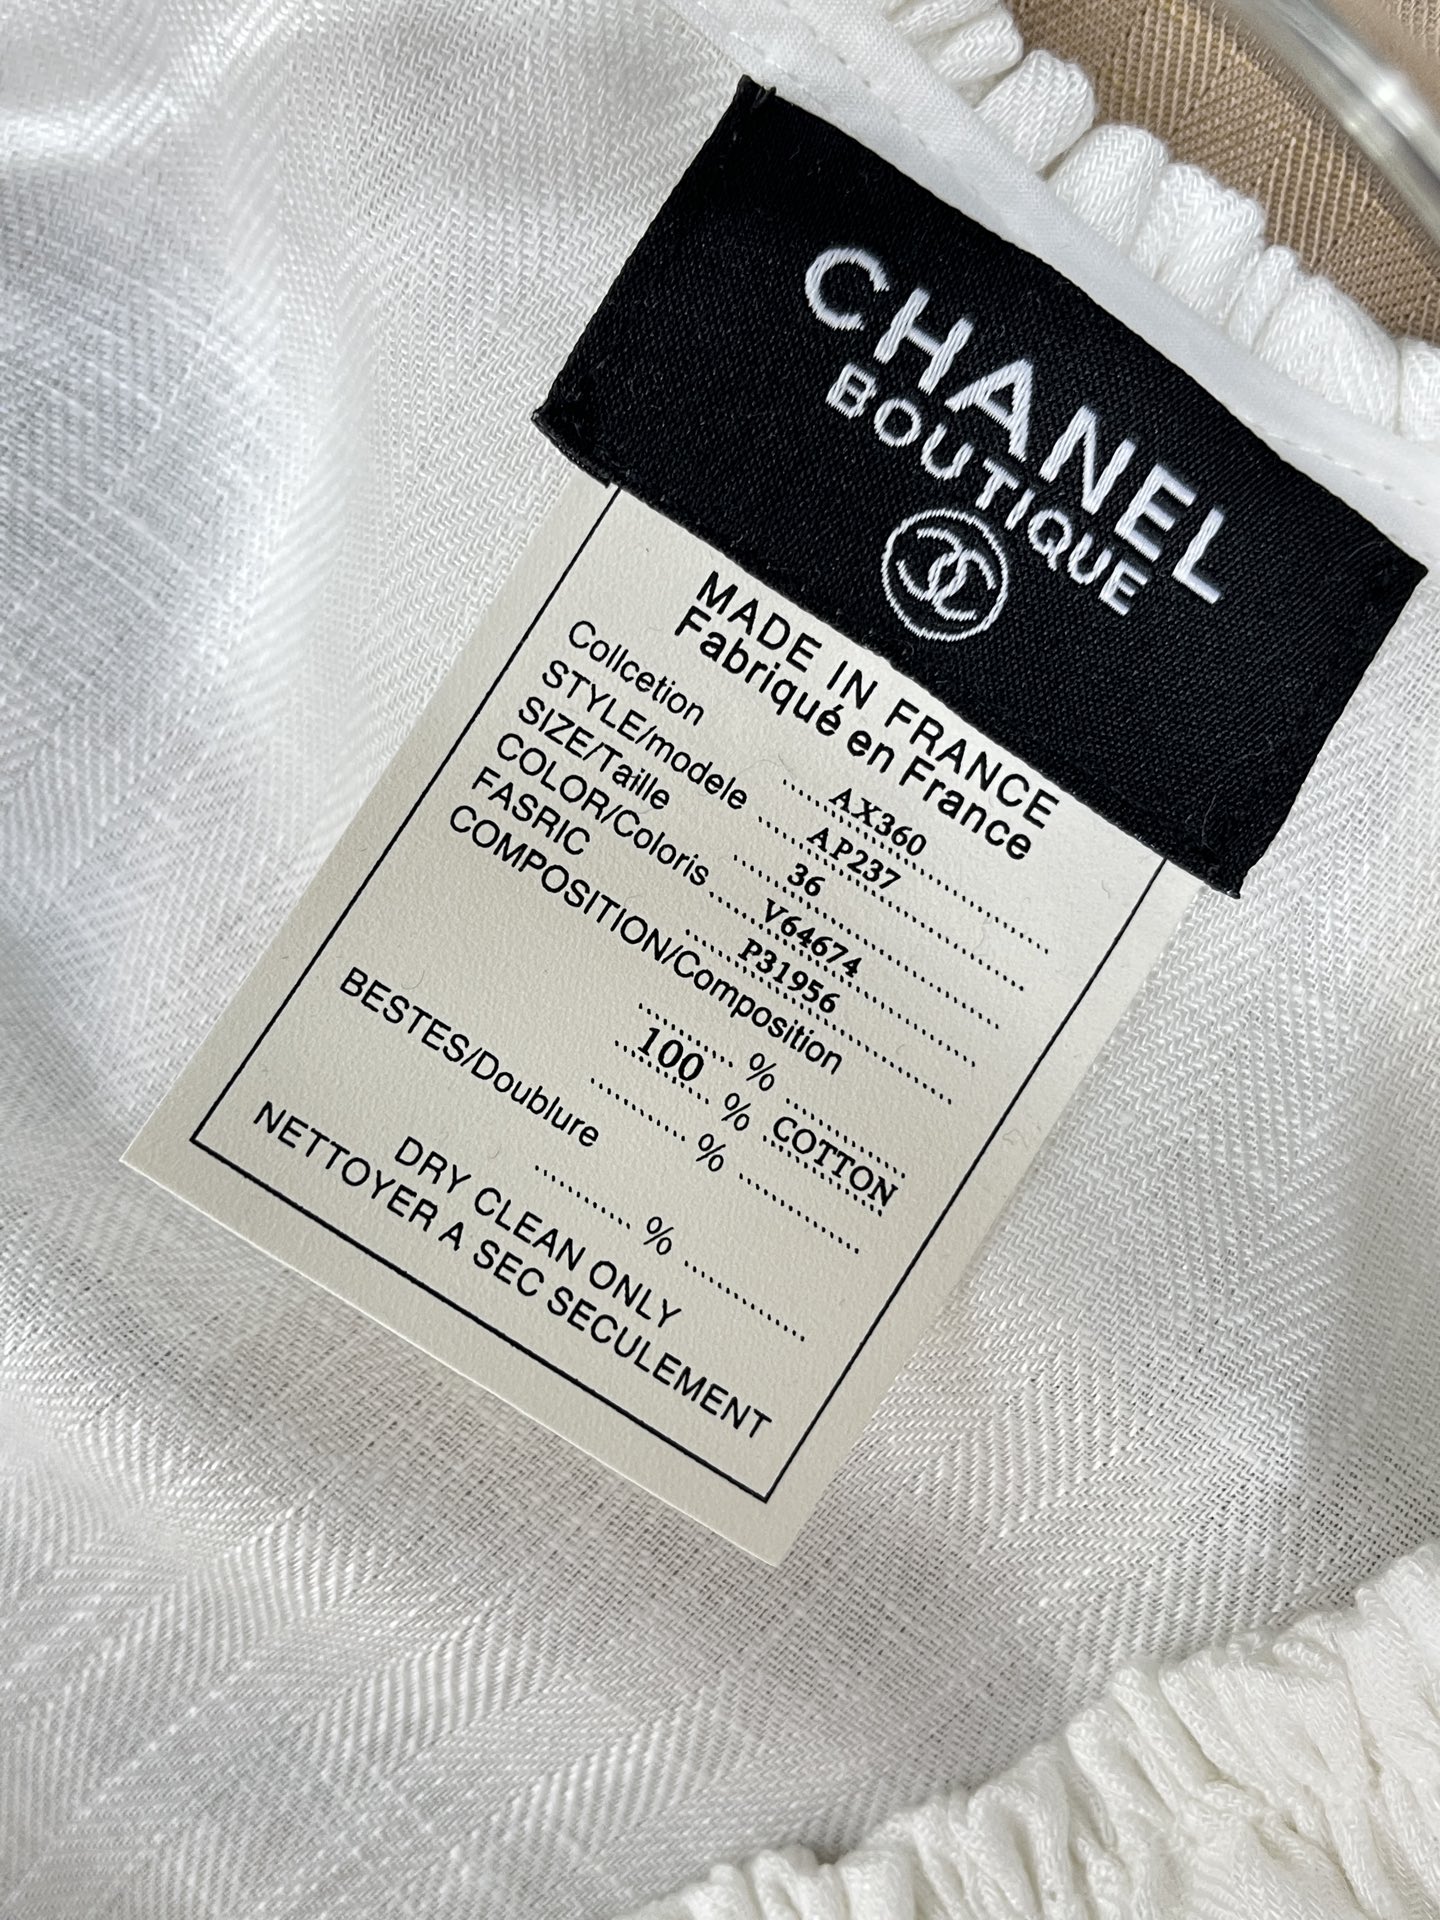 CHANEL
BOUTIQUE
MADE IN FRANCE
Fabriqué en France
Collcetion AX360
STYLE/modele AP237
SIZE/Taille 36
COLOR/Coloris V64674
FASRIC P31956
COMPOSITION/Composition
%
100 % COTTON
%
BESTES/Doublure
%
DRY CLEAN ONLY
NETTOYER A SEC SECULEMENT